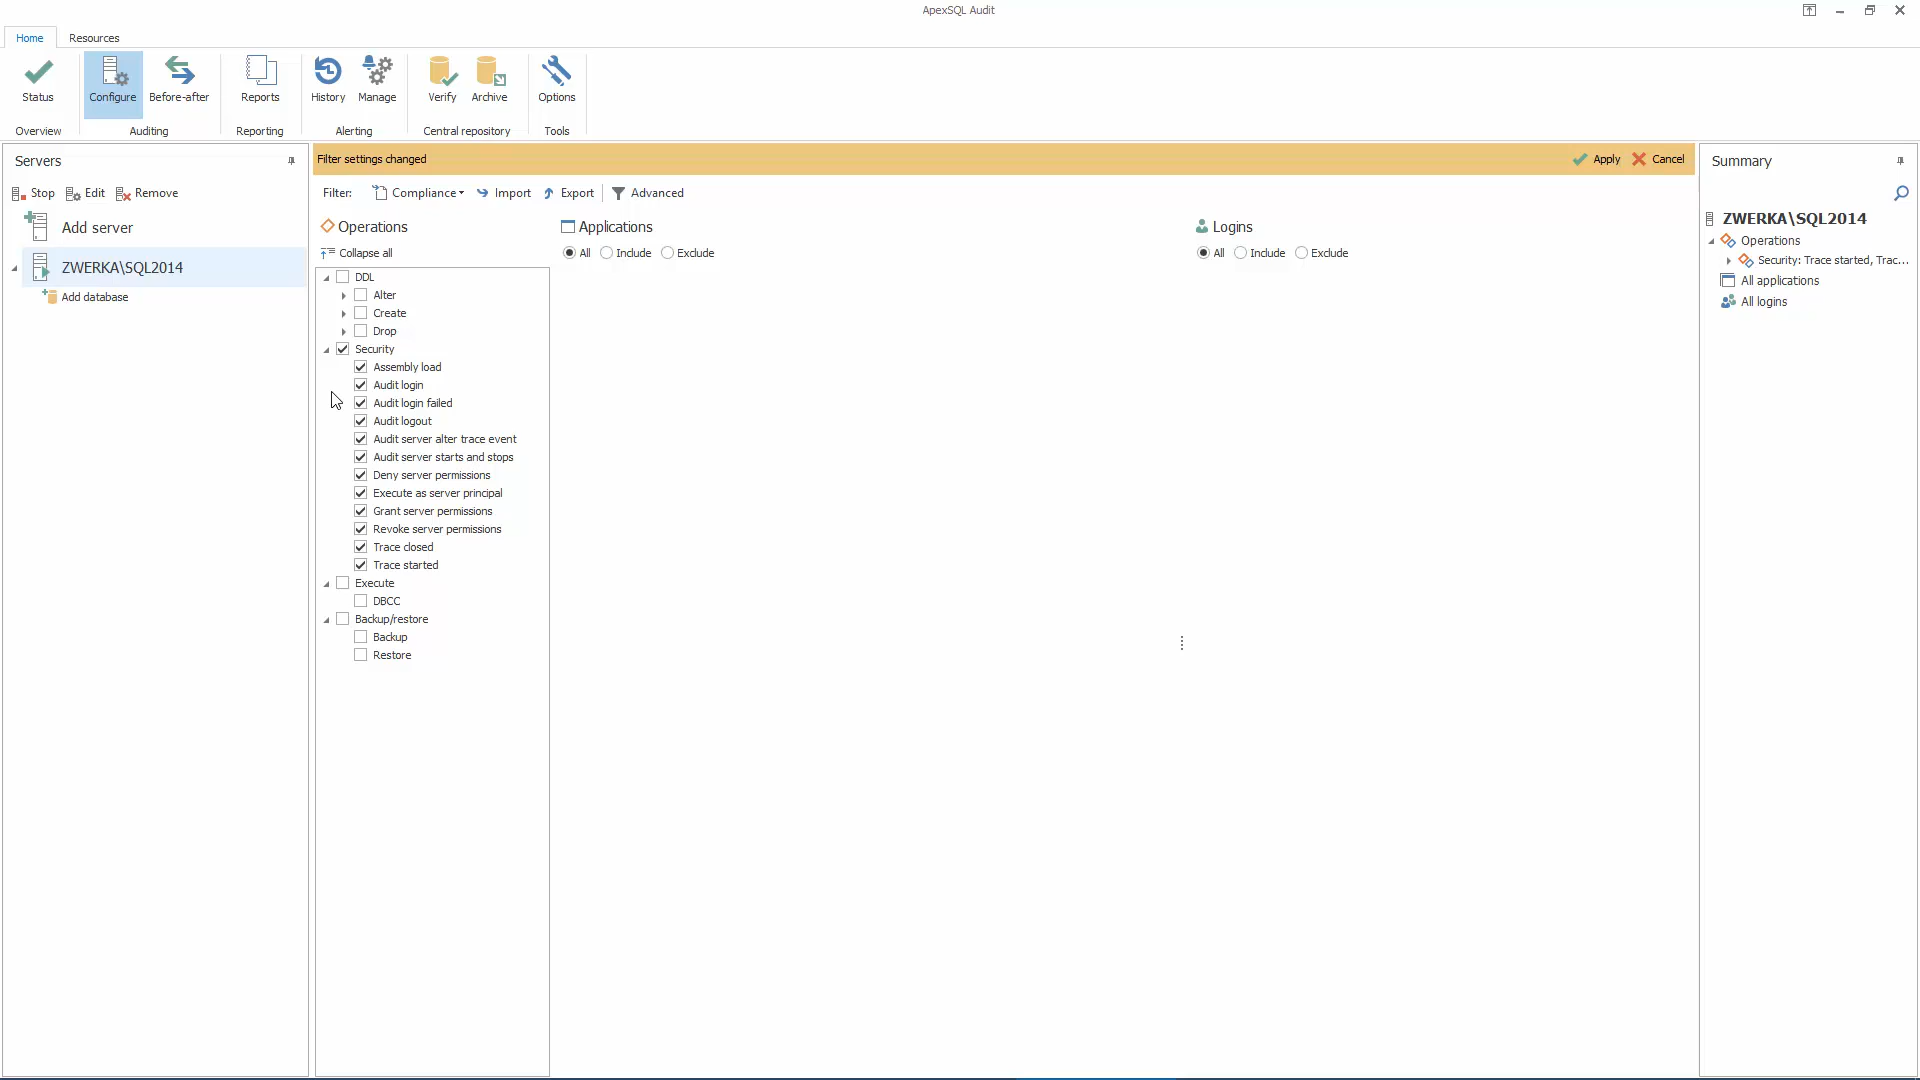 ApexSQL Audit
Home Resources
Status Configure Before-after Reports History Manage Verify Archive Options
Overview Auditing Reporting Alerting Central repository Tools
Servers
Stop Edit Remove
Add server
ZWERKA\SQL2014
Add database
Filter settings changed
Apply Cancel
Filter: Compliance Import Export Advanced
Operations
Collapse all
DDL
Alter
Create
Drop
Security
Assembly load
Audit login
Audit login failed
Audit logout
Audit server alter trace event
Audit server starts and stops
Deny server permissions
Execute as server principal
Grant server permissions
Revoke server permissions
Trace closed
Trace started
Execute
DBCC
Backup/restore
Backup
Restore
Applications
All Include Exclude
Logins
All Include Exclude
Summary
ZWERKA\SQL2014
Operations
Security: Trace started, Trac...
All applications
All logins